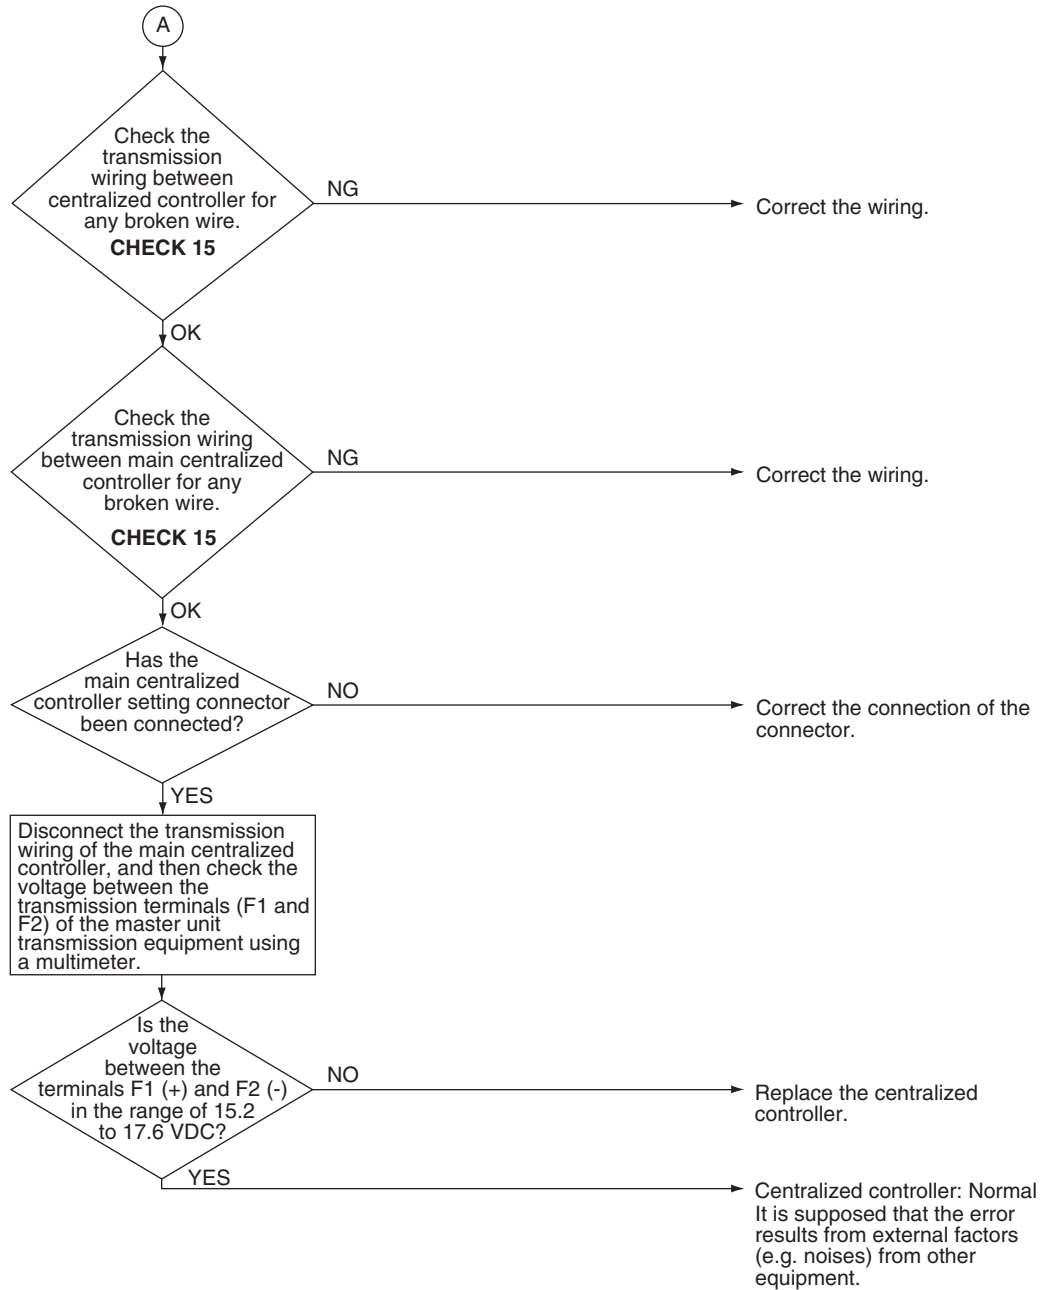 A
Check the
transmission
wiring between
centralized controller for
any broken wire.
CHECK 15
NG
Correct the wiring.
OK
Check the
transmission wiring
between main centralized
controller for any
broken wire.
CHECK 15
NG
Correct the wiring.
OK
Has the
main centralized
controller setting connector
been connected?
NO
Correct the connection of the
connector.
YES
Disconnect the transmission
wiring of the main centralized
controller, and then check the
voltage between the
transmission terminals (F1 and
F2) of the master unit
transmission equipment using
a multimeter.
Is the
voltage
between the
terminals F1 (+) and F2 (-)
in the range of 15.2
to 17.6 VDC?
NO
Replace the centralized
controller.
YES
Centralized controller: Normal
It is supposed that the error
results from external factors
(e.g. noises) from other
equipment.